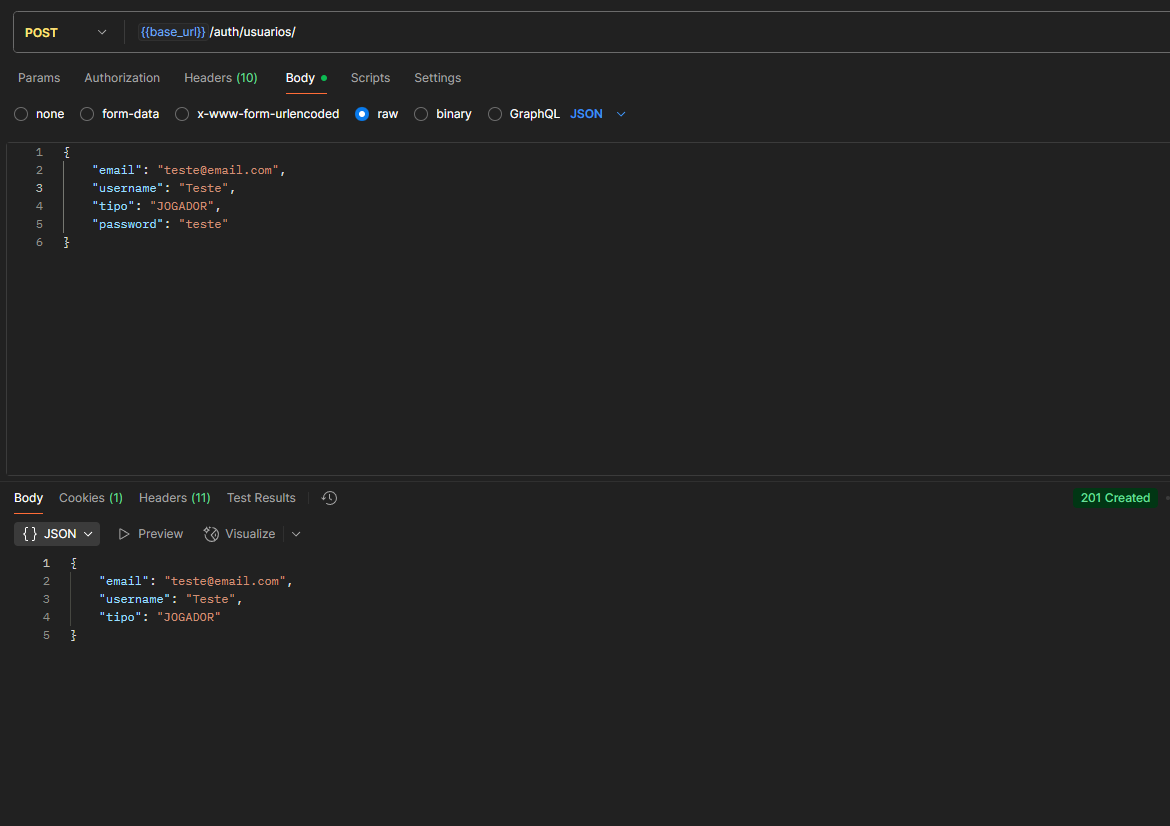 POST {{base_url}} /auth/usuarios/
Params Authorization Headers (10) Body Scripts Settings
none form-data x-www-form-urlencoded raw binary GraphQL JSON
1 {
2 "email": "teste@email.com",
3 "username": "Teste",
4 "tipo": "JOGADOR",
5 "password": "teste"
6 }
Body Cookies (1) Headers (11) Test Results 201 Created
{} JSON Preview Visualize
1 {
2 "email": "teste@email.com",
3 "username": "Teste",
4 "tipo": "JOGADOR"
5 }